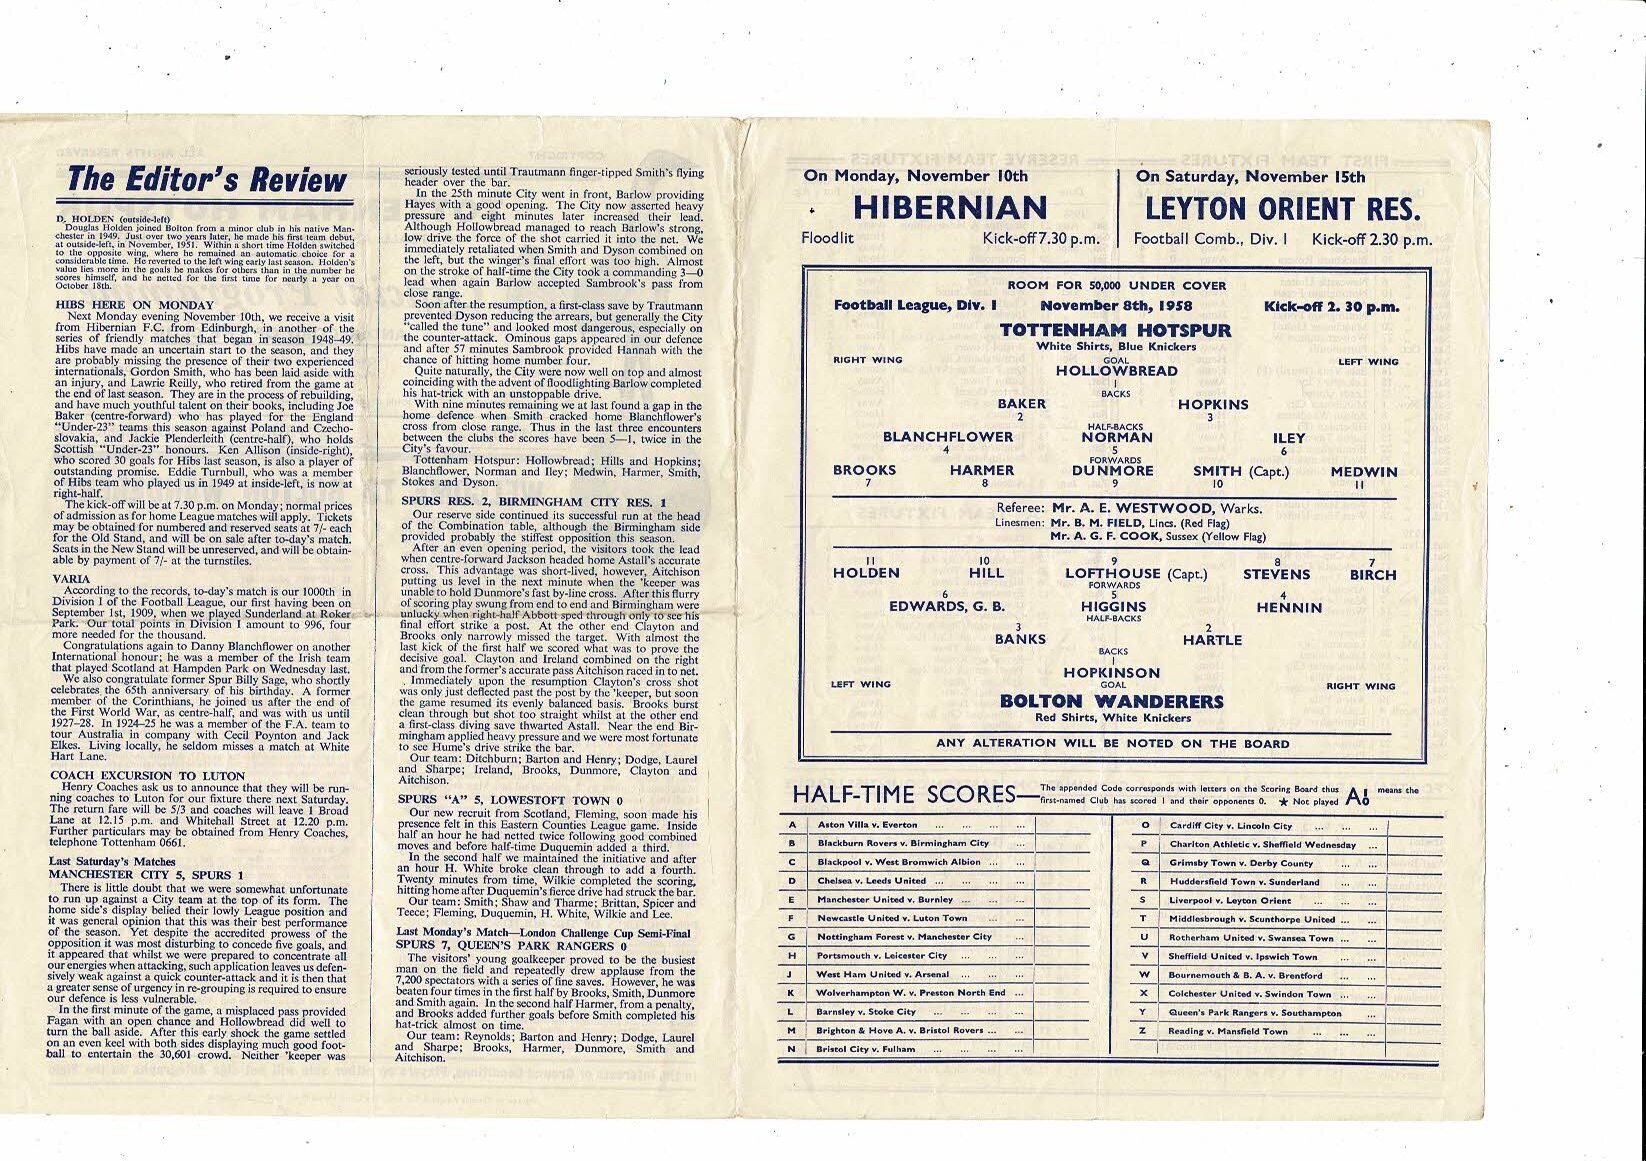 The Editor's Review
D. HOLDEN (outside-left)
Douglas Holden joined Bolton from a minor club in his native Man-
chester in 1949. Just over two years later, he made his first team debut,
at outside-left, in November, 1951. Within a short time Holden switched
to the opposite wing, where he remained an automatic choice for a
considerable time. He reverted to the left wing early last season. Holden's
value lies more in the goals he makes for others than in the number he
scores himself, and he netted for the first time for nearly a year on
October 18th.
HIBS HERE ON MONDAY
Next Monday evening November 10th, we receive a visit
from Hibernian F.C. from Edinburgh, in another of the
series of friendly matches that began in season 1948–49.
Hibs have made an uncertain start to the season, and they
are probably missing the presence of their two experienced
internationals, Gordon Smith, who has been laid aside with
an injury, and Lawrie Reilly, who retired from the game at
the end of last season. They are in the process of rebuilding,
and have much youthful talent on their books, including Joe
Baker (centre-forward) who has played for the England
"Under-23" teams this season against Poland and Czecho-
slovakia, and Jackie Plenderleith (centre-half), who holds
Scottish "Under-23" honours. Ken Allison (inside-right),
who scored 30 goals for Hibs last season, is also a player of
outstanding promise. Eddie Turnbull, who was a member
of Hibs team who played us in 1949 at inside-left, is now at
right-half.
The kick-off will be at 7.30 p.m. on Monday; normal prices
of admission as for home League matches will apply. Tickets
may be obtained for numbered and reserved seats at 7/- each
for the Old Stand, and will be on sale after to-day's match.
Seats in the New Stand will be unreserved, and will be obtain-
able by payment of 7/- at the turnstiles.
VARIA
According to the records, to-day's match is our 1000th in
Division I of the Football League, our first having been on
September 1st, 1909, when we played Sunderland at Roker
Park. Our total points in Division I amount to 996, four
more needed for the thousand.
Congratulations again to Danny Blanchflower on another
International honour; he was a member of the Irish team
that played Scotland at Hampden Park on Wednesday last.
We also congratulate former Spur Billy Sage, who shortly
celebrates the 65th anniversary of his birthday. A former
member of the Corinthians, he joined us after the end of
the First World War, as centre-half, and was with us until
1927–28. In 1924–25 he was a member of the F.A. team to
tour Australia in company with Cecil Poynton and Jack
Elkes. Living locally, he seldom misses a match at White
Hart Lane.
COACH EXCURSION TO LUTON
Henry Coaches ask us to announce that they will be run-
ning coaches to Luton for our fixture there next Saturday.
The return fare will be 5/3 and coaches will leave 1 Broad
Lane at 12.15 p.m. and Whitehall Street at 12.20 p.m.
Further particulars may be obtained from Henry Coaches,
telephone Tottenham 0661.
Last Saturday's Matches
MANCHESTER CITY 5, SPURS 1
There is little doubt that we were somewhat unfortunate
to run up against a City team at the top of its form. The
home side's display belied their lowly League position and
it was general opinion that this was their best performance
of the season. Yet despite the accredited prowess of the
opposition it was most disturbing to concede five goals, and
it appeared that whilst we were prepared to concentrate all
our energies when attacking, such application leaves us defen-
sively weak against a quick counter-attack and it is then that
a greater sense of urgency in re-grouping is required to ensure
our defence is less vulnerable.
In the first minute of the game, a misplaced pass provided
Fagan with an open chance and Hollowbread did well to
turn the ball aside. After this early shock the game settled
on an even keel with both sides displaying much good foot-
ball to entertain the 30,601 crowd. Neither 'keeper was
seriously tested until Trautmann finger-tipped Smith's flying
header over the bar.
In the 25th minute City went in front, Barlow providing
Hayes with a good opening. The City now asserted heavy
pressure and eight minutes later increased their lead.
Although Hollowbread managed to reach Barlow's strong,
low drive the force of the shot carried it into the net. We
immediately retaliated when Smith and Dyson combined on
the left, but the winger's final effort was too high. Almost
on the stroke of half-time the City took a commanding 3—0
lead when again Barlow accepted Sambrook's pass from
close range.
Soon after the resumption, a first-class save by Trautmann
prevented Dyson reducing the arrears, but generally the City
"called the tune" and looked most dangerous, especially on
the counter-attack. Ominous gaps appeared in our defence
and after 57 minutes Sambrook provided Hannah with the
chance of hitting home number four.
Quite naturally, the City were now well on top and almost
coinciding with the advent of floodlighting Barlow completed
his hat-trick with an unstoppable drive.
With nine minutes remaining we at last found a gap in the
home defence when Smith cracked home Blanchflower's
cross from close range. Thus in the last three encounters
between the clubs the scores have been 5—1, twice in the
City's favour.
Tottenham Hotspur: Hollowbread; Hills and Hopkins;
Blanchflower, Norman and Iley; Medwin, Harmer, Smith,
Stokes and Dyson.
SPURS RES. 2, BIRMINGHAM CITY RES. 1
Our reserve side continued its successful run at the head
of the Combination table, although the Birmingham side
provided probably the stiffest opposition this season.
After an even opening period, the visitors took the lead
when centre-forward Jackson headed home Astall's accurate
cross. This advantage was short-lived, however, Aitchison
putting us level in the next minute when the 'keeper was
unable to hold Dunmore's fast by-line cross. After this flurry
of scoring play swung from end to end and Birmingham were
unlucky when right-half Abbott sped through only to see his
final effort strike a post. At the other end Clayton and
Brooks only narrowly missed the target. With almost the
last kick of the first half we scored what was to prove the
decisive goal. Clayton and Ireland combined on the right
and from the former's accurate pass Aitchison raced in to net.
Immediately upon the resumption Clayton's cross shot
was only just deflected past the post by the 'keeper, but soon
the game resumed its evenly balanced basis. Brooks burst
clean through but shot too straight whilst at the other end
a first-class diving save thwarted Astall. Near the end Bir-
mingham applied heavy pressure and we were most fortunate
to see Hume's drive strike the bar.
Our team: Ditchburn; Barton and Henry; Dodge, Laurel
and Sharpe; Ireland, Brooks, Dunmore, Clayton and
Aitchison.
SPURS "A" 5, LOWESTOFT TOWN 0
Our new recruit from Scotland, Fleming, soon made his
presence felt in this Eastern Counties League game. Inside
half an hour he had netted twice following good combined
moves and before half-time Duquemin added a third.
In the second half we maintained the initiative and after
an hour H. White broke clean through to add a fourth.
Twenty minutes from time, Wilkie completed the scoring,
hitting home after Duquemin's fierce drive had struck the bar.
Our team: Smith; Shaw and Tharme; Brittan, Spicer and
Teece; Fleming, Duquemin, H. White, Wilkie and Lee.
Last Monday's Match—London Challenge Cup Semi-Final
SPURS 7, QUEEN'S PARK RANGERS 0
The visitors' young goalkeeper proved to be the busiest
man on the field and repeatedly drew applause from the
7,200 spectators with a series of fine saves. However, he was
beaten four times in the first half by Brooks, Smith, Dunmore
and Smith again. In the second half Harmer, from a penalty,
and Brooks added further goals before Smith completed his
hat-trick almost on time.
Our team: Reynolds; Barton and Henry; Dodge, Laurel
and Sharpe; Brooks, Harmer, Dunmore, Smith and
Aitchison.
On Monday, November 10th
HIBERNIAN
Floodlit Kick-off 7.30 p.m.
On Saturday, November 15th
LEYTON ORIENT RES.
Football Comb., Div. I Kick-off 2.30 p.m.
ROOM FOR 50,000 UNDER COVER
Football League, Div. I November 8th, 1958 Kick-off 2. 30 p.m.
TOTTENHAM HOTSPUR
White Shirts, Blue Knickers
RIGHT WING GOAL LEFT WING
HOLLOWBREAD
1
BACKS
BAKER HOPKINS
2 3
HALF-BACKS
BLANCHFLOWER NORMAN ILEY
4 5 6
FORWARDS
BROOKS HARMER DUNMORE SMITH (Capt.) MEDWIN
7 8 9 10 11
Referee: Mr. A. E. WESTWOOD, Warks.
Linesmen: Mr. B. M. FIELD, Lincs. (Red Flag)
Mr. A. G. F. COOK, Sussex (Yellow Flag)
11 10 9 8 7
HOLDEN HILL LOFTHOUSE (Capt.) STEVENS BIRCH
FORWARDS
6 5 4
EDWARDS, G. B. HIGGINS HENNIN
HALF-BACKS
3 2
BANKS HARTLE
BACKS
1
HOPKINSON
LEFT WING GOAL RIGHT WING
BOLTON WANDERERS
Red Shirts, White Knickers
ANY ALTERATION WILL BE NOTED ON THE BOARD
HALF-TIME SCORES—The appended Code corresponds with letters on the Scoring Board thus A 1 0 means the
first-named Club has scored 1 and their opponents 0. ★ Not played
A Aston Villa v. Everton ... ... ...
B Blackburn Rovers v. Birmingham City ...
C Blackpool v. West Bromwich Albion ... ...
D Chelsea v. Leeds United ... ... ... ...
E Manchester United v. Burnley ... ...
F Newcastle United v. Luton Town ... ...
G Nottingham Forest v. Manchester City ...
H Portsmouth v. Leicester City ... ...
J West Ham United v. Arsenal ... ...
K Wolverhampton W. v. Preston North End ...
L Barnsley v. Stoke City ... ... ...
M Brighton & Hove A. v. Bristol Rovers ... ...
N Bristol City v. Fulham ... ... ... ...
O Cardiff City v. Lincoln City ... ... ...
P Charlton Athletic v. Sheffield Wednesday ...
Q Grimsby Town v. Derby County ... ...
R Huddersfield Town v. Sunderland ... ...
S Liverpool v. Leyton Orient ... ...
T Middlesbrough v. Scunthorpe United ... ...
U Rotherham United v. Swansea Town ... ...
V Sheffield United v. Ipswich Town ... ...
W Bournemouth & B. A. v. Brentford ... ...
X Colchester United v. Swindon Town ... ...
Y Queen's Park Rangers v. Southampton ...
Z Reading v. Mansfield Town ... ... ...